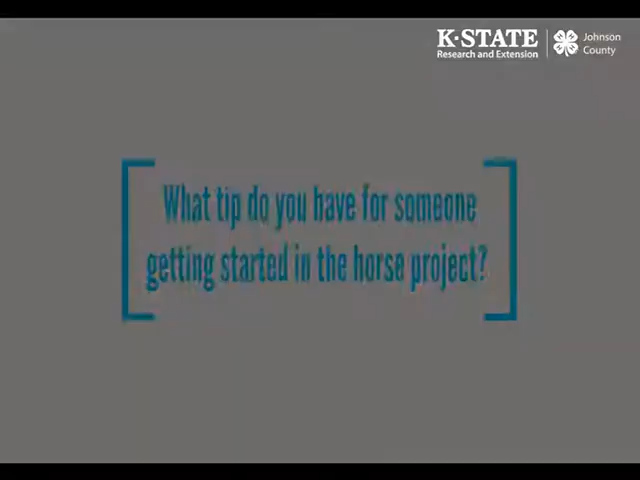 K·STATE
Research and Extension
Johnson
County
What tip do you have for someone
getting started in the horse project?